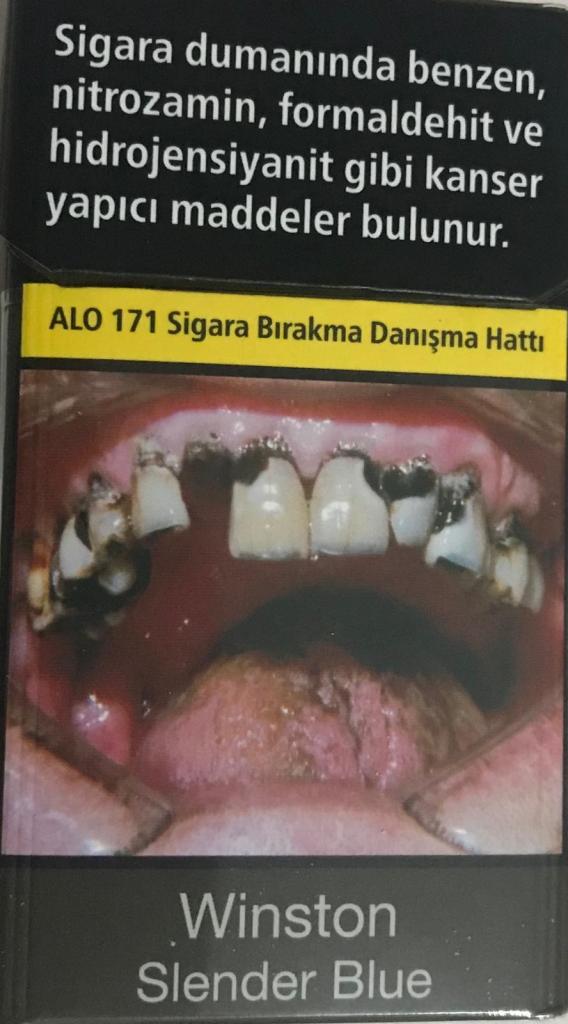 Sigara dumanında benzen,
nitrozamin, formaldehit ve
hidrojensiyanit gibi kanser
yapıcı maddeler bulunur.
ALO 171 Sigara Bırakma Danışma Hattı
Winston
Slender Blue